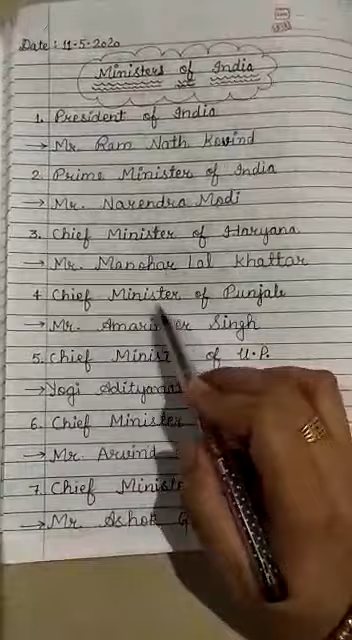 Date : 11-5-2020
Ministers of India
1. President of India
→ Mr. Ram Nath Kovind
2. Prime Minister of India
→ Mr. Narendra Modi
3. Chief Minister of Haryana
→ Mr. Manohar Lal Khattar
4 Chief Minister of Punjab
→ Mr. Singh
5. Chief of U.P.
→ Yogi
6. Chief Minister
→ Mr. Arvind
7. Chief
→ Mr Ashok